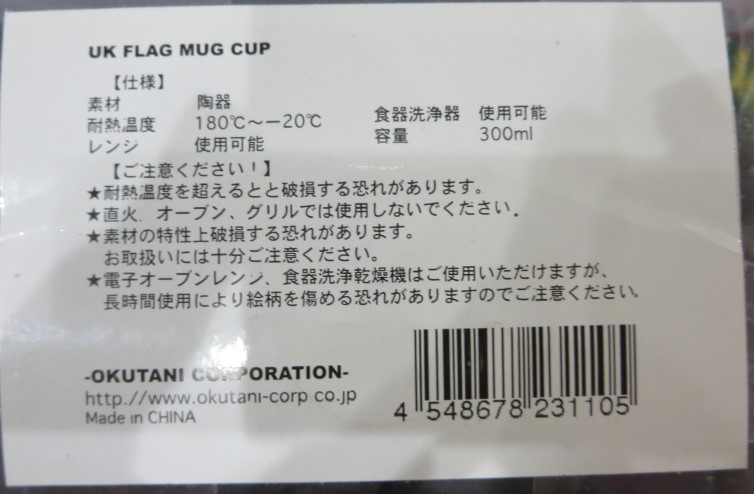 UK FLAG MUG CUP
【仕様】
素材 陶器
耐熱温度 180℃〜ー20℃ 食器洗浄器 使用可能
レンジ 使用可能 容量 300ml
【ご注意ください！】
★耐熱温度を超えるとと破損する恐れがあります。
★直火、オーブン、グリルでは使用しないでください。
★素材の特性上破損する恐れがあります。
お取扱いには十分ご注意ください。
★電子オーブンレンジ、食器洗浄乾燥機はご使用いただけますが、
長時間使用により絵柄を傷める恐れがありますのでご注意ください。
-OKUTANI CORPORATION-
http://www.okutani-corp co.jp
Made in CHINA
4 548678 231105